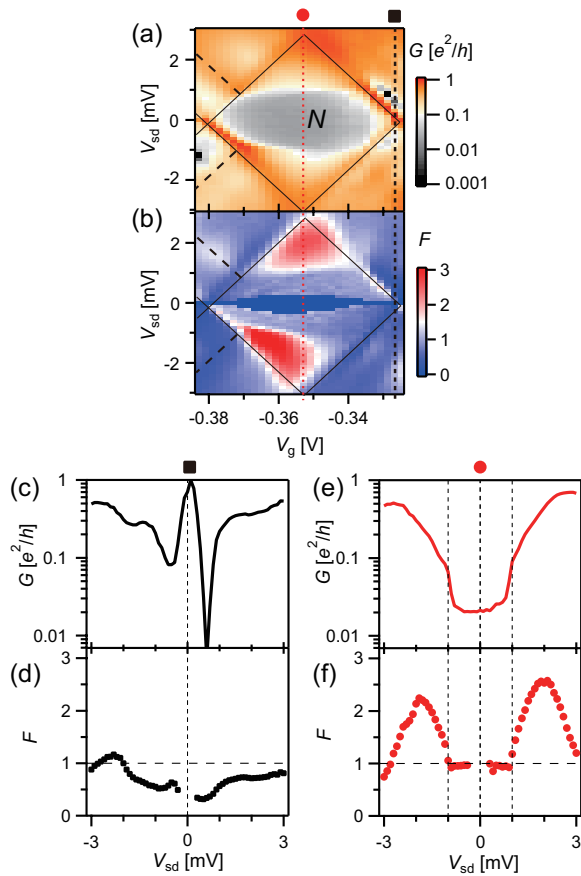 (a)
G [e²/h]
V_sd [mV]
2
0
-2
N
1
0.1
0.01
0.001
(b)
F
V_sd [mV]
2
0
-2
3
2
1
0
-0.38
-0.36
-0.34
V_g [V]
(c)
G [e²/h]
1
0.1
0.01
(d)
F
3
2
1
0
-3
0
3
V_sd [mV]
(e)
G [e²/h]
1
0.1
0.01
(f)
F
3
2
1
0
-3
0
3
V_sd [mV]